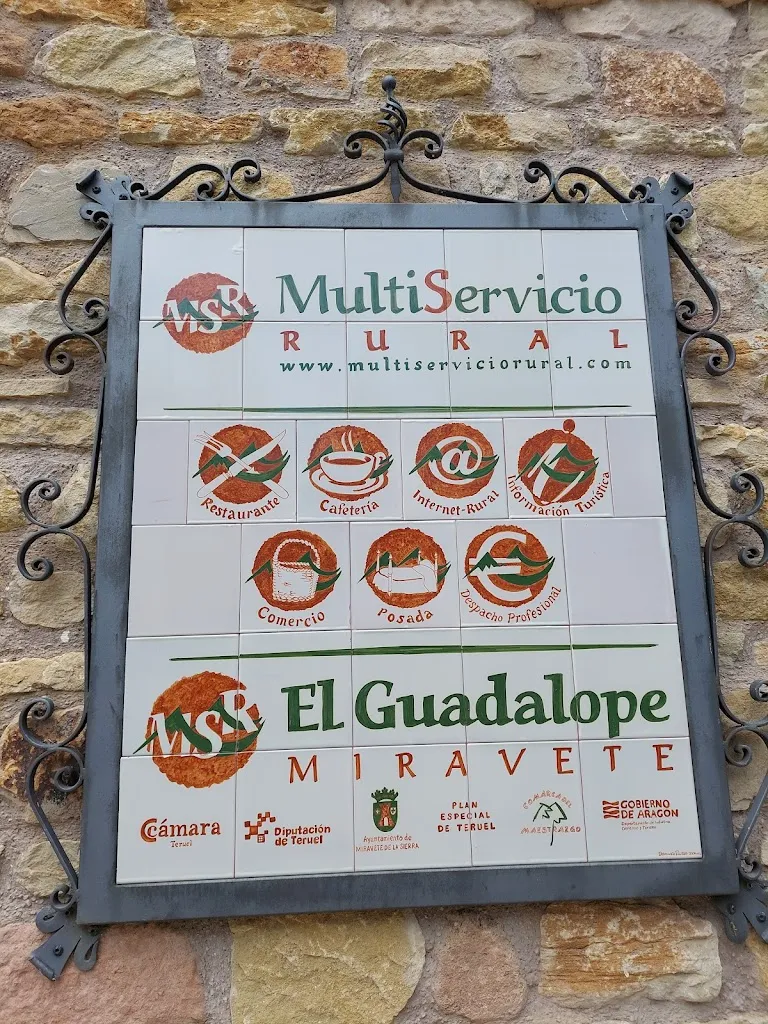 MSR MultiServicio
RURAL
www.multiserviciorural.com
Restaurante
Cafetería
@
Internet-Rural
i
Información Turística
Comercio
Posada
€
Despacho Profesional
MSR El Guadalope
MIRAVETE
Cámara
Teruel
Diputación
de Teruel
Ayuntamiento de
MIRAVETE DE LA SIERRA
PLAN
ESPECIAL
DE TERUEL
COMARCA DEL
MAESTRAZGO
GOBIERNO
DE ARAGON